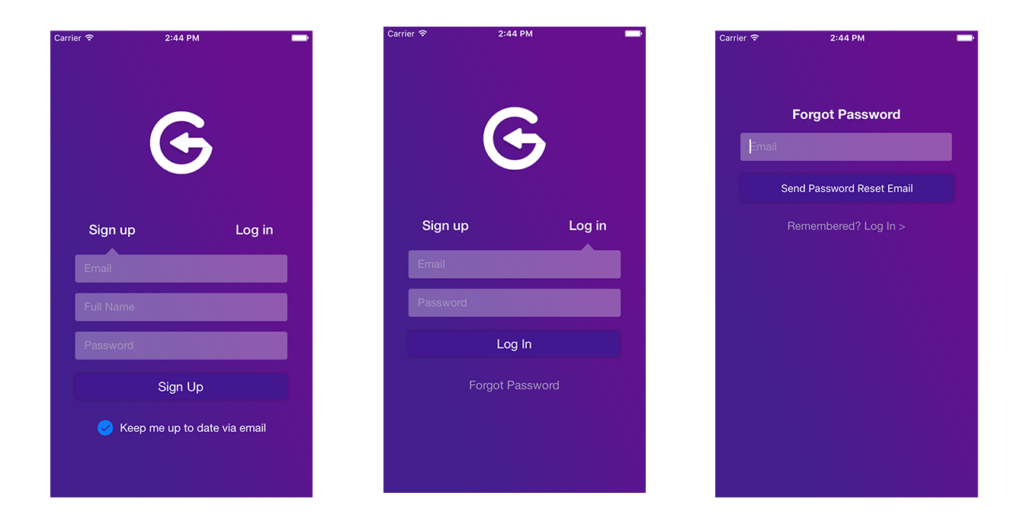 Carrier 2:44 PM
Sign up Log in
Email
Full Name
Password
Sign Up
Keep me up to date via email
Carrier 2:44 PM
Sign up Log in
Email
Password
Log In
Forgot Password
Carrier 2:44 PM
Forgot Password
Email
Send Password Reset Email
Remembered? Log In >